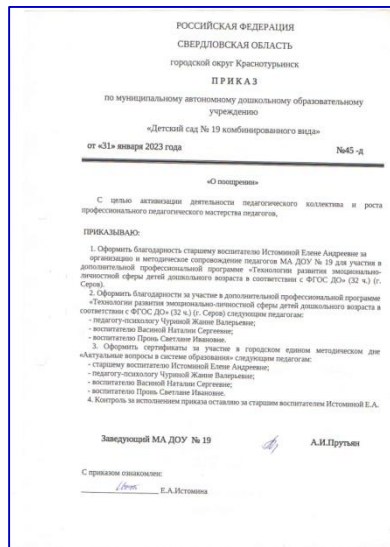 РОССИЙСКАЯ ФЕДЕРАЦИЯ
СВЕРДЛОВСКАЯ ОБЛАСТЬ
городской округ Краснотурьинск
П Р И К А З
по муниципальному автономному дошкольному образовательному
учреждению
«Детский сад № 19 комбинированного вида»
от «31» января 2023 года №45 -д
«О поощрении»
С целью активизации деятельности педагогического коллектива и роста
профессионального педагогического мастерства педагогов,
ПРИКАЗЫВАЮ:
1. Оформить благодарность старшему воспитателю Истоминой Елене Андреевне за
организацию и методическое сопровождение педагогов МА ДОУ № 19 для участия в
дополнительной профессиональной программе «Технологии развития эмоционально-
личностной сферы детей дошкольного возраста в соответствии с ФГОС ДО» (32 ч.) (г.
Серов).
2. Оформить благодарности за участие в дополнительной профессиональной программе
«Технологии развития эмоционально-личностной сферы детей дошкольного возраста в
соответствии с ФГОС ДО» (32 ч.) (г. Серов) следующим педагогам:
- педагогу-психологу Чуриной Жанне Валерьевне;
- воспитателю Васиной Наталии Сергеевне;
- воспитателю Пронь Светлане Ивановне.
3. Оформить сертификаты за участие в городском едином методическом дне
«Актуальные вопросы в системе образования» следующим педагогам:
- старшему воспитателю Истоминой Елене Андреевне;
- педагогу-психологу Чуриной Жанне Валерьевне;
- воспитателю Васиной Наталии Сергеевне;
- воспитателю Пронь Светлане Ивановне.
4. Контроль за исполнением приказа оставляю за старшим воспитателем Истоминой Е.А.
Заведующий МА ДОУ № 19 А.И.Прутьян
С приказом ознакомлен:
Е.А.Истомина